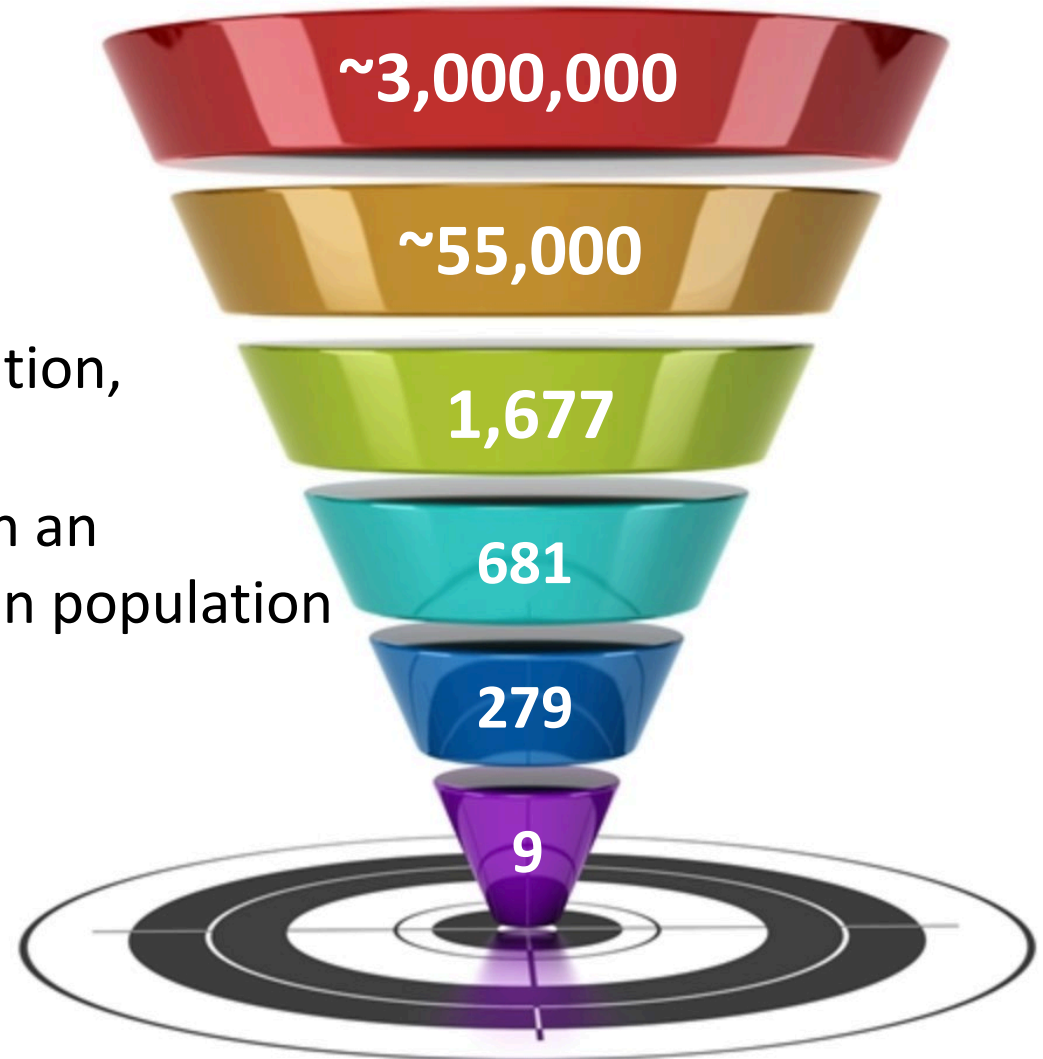 ~3,000,000
~55,000
tion,
1,677
n an
681
n population
279
9